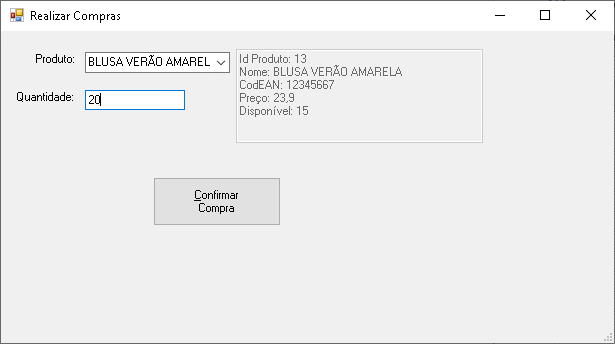 Realizar Compras
Produto: BLUSA VERÃO AMAREL
Quantidade: 20
Id Produto: 13
Nome: BLUSA VERÃO AMARELA
CodEAN: 12345667
Preço: 23,9
Disponível: 15
Confirmar
Compra